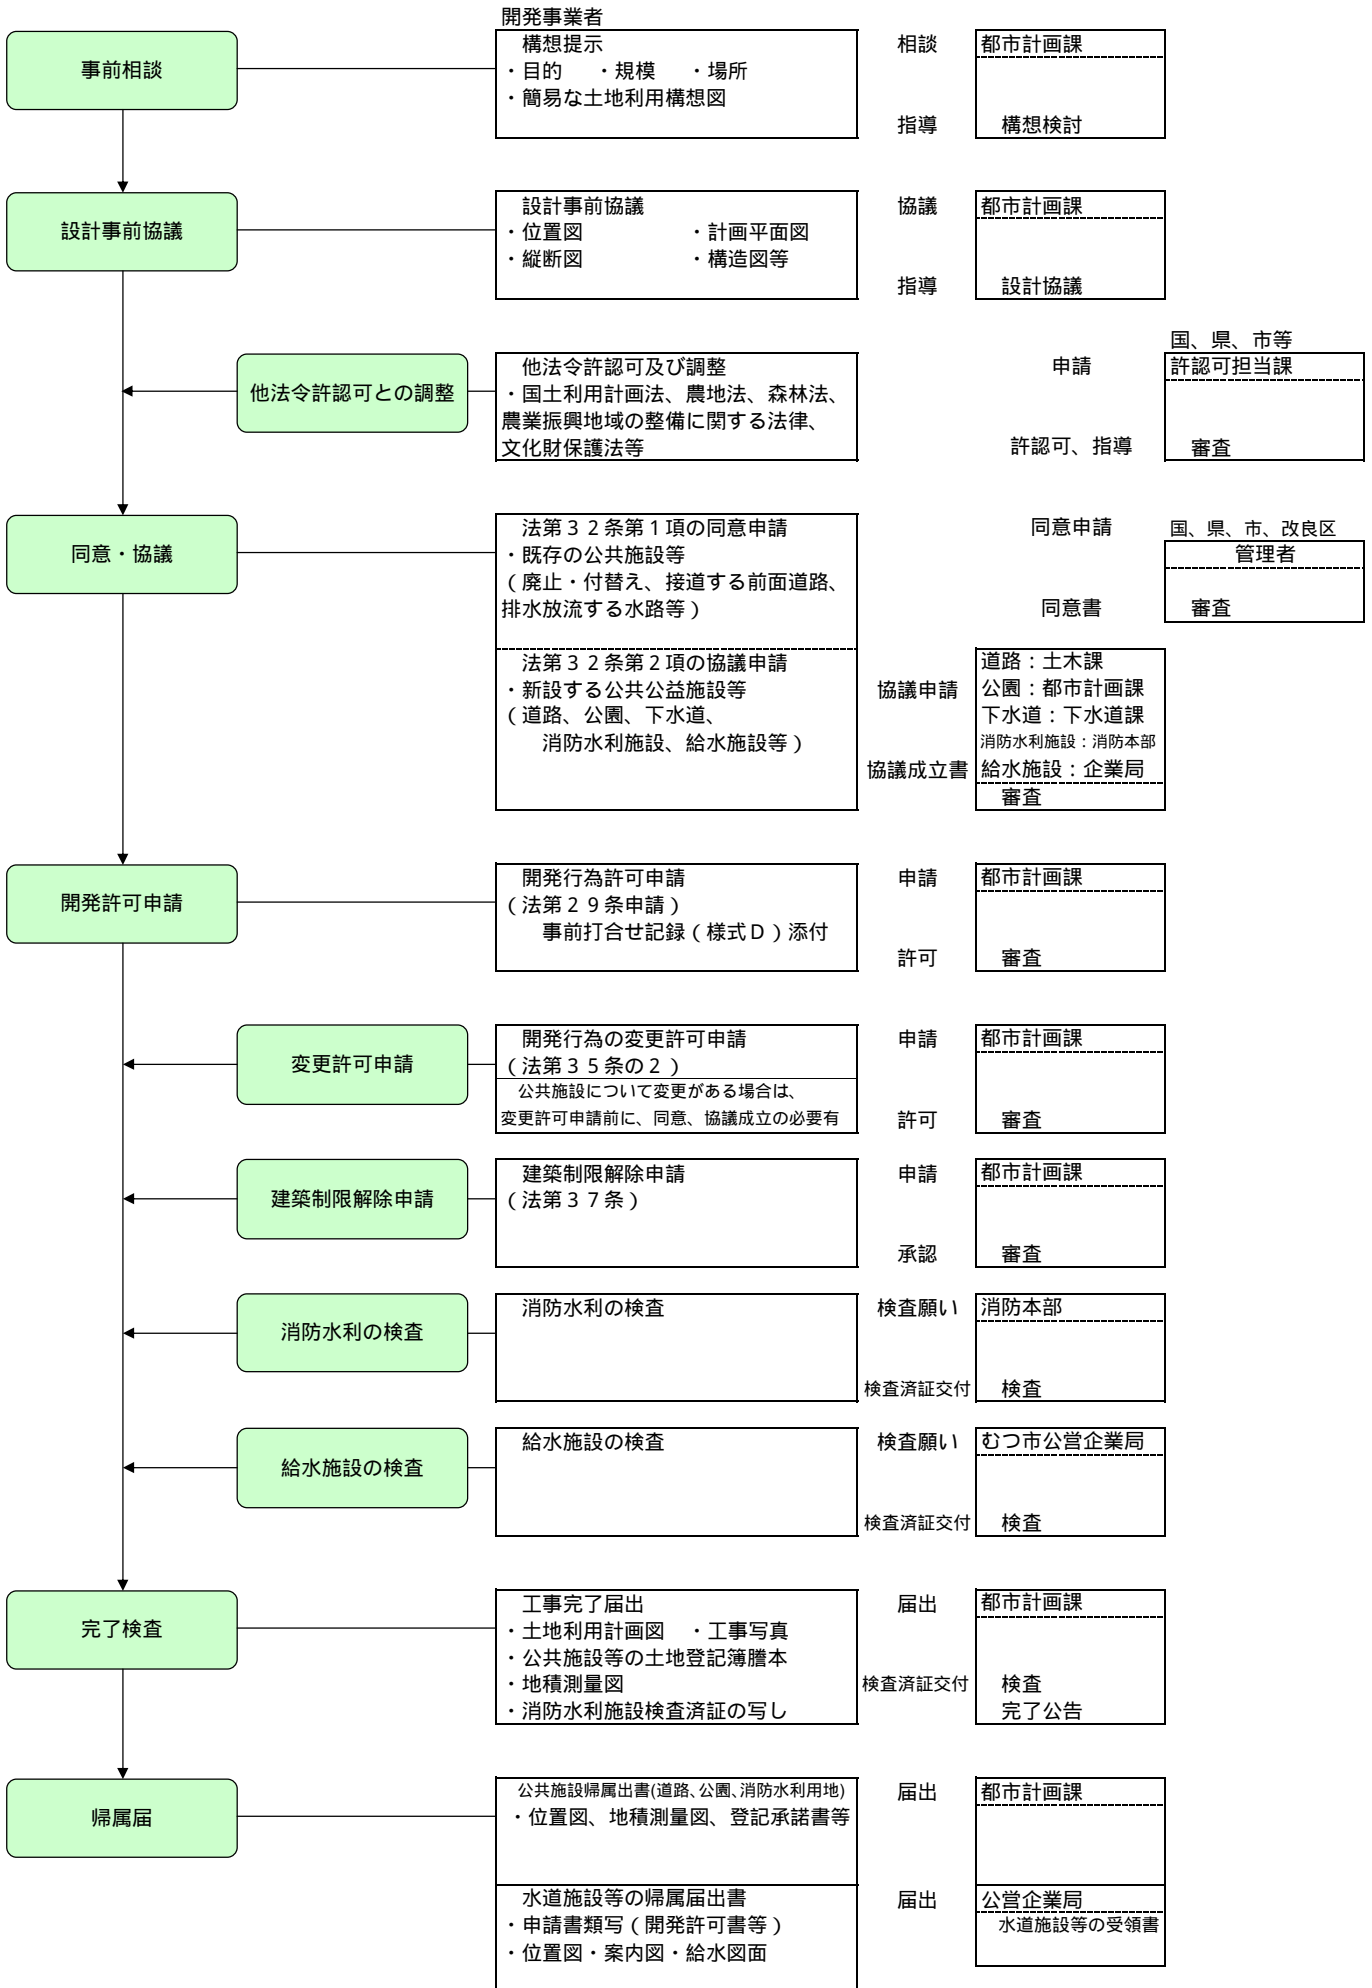 開発事業者
事前相談
構想提示
・目的　・規模　・場所
・簡易な土地利用構想図
相談
指導
都市計画課
構想検討
設計事前協議
設計事前協議
・位置図　・計画平面図
・縦断図　・構造図等
協議
指導
都市計画課
設計協議
他法令許認可との調整
他法令許認可及び調整
・国土利用計画法、農地法、森林法、
農業振興地域の整備に関する法律、
文化財保護法等
申請
許認可、指導
国、県、市等
許認可担当課
審査
同意・協議
法第３２条第１項の同意申請
・既存の公共施設等
（廃止・付替え、接道する前面道路、
排水放流する水路等）
同意申請
同意書
国、県、市、改良区
管理者
審査
法第３２条第２項の協議申請
・新設する公共公益施設等
（道路、公園、下水道、
消防水利施設、給水施設等）
協議申請
協議成立書
道路：土木課
公園：都市計画課
下水道：下水道課
消防水利施設：消防本部
給水施設：企業局
審査
開発許可申請
開発行為許可申請
（法第２９条申請）
事前打合せ記録（様式Ｄ）添付
申請
許可
都市計画課
審査
変更許可申請
開発行為の変更許可申請
（法第３５条の２）
公共施設について変更がある場合は、
変更許可申請前に、同意、協議成立の必要有
申請
許可
都市計画課
審査
建築制限解除申請
建築制限解除申請
（法第３７条）
申請
承認
都市計画課
審査
消防水利の検査
消防水利の検査
検査願い
検査済証交付
消防本部
検査
給水施設の検査
給水施設の検査
検査願い
検査済証交付
むつ市公営企業局
検査
完了検査
工事完了届出
・土地利用計画図　・工事写真
・公共施設等の土地登記簿謄本
・地積測量図
・消防水利施設検査済証の写し
届出
検査済証交付
都市計画課
検査
完了公告
帰属届
公共施設帰属出書(道路、公園、消防水利用地)
・位置図、地積測量図、登記承諾書等
届出
都市計画課
水道施設等の帰属届出書
・申請書類写（開発許可書等）
・位置図・案内図・給水図面
届出
公営企業局
水道施設等の受領書